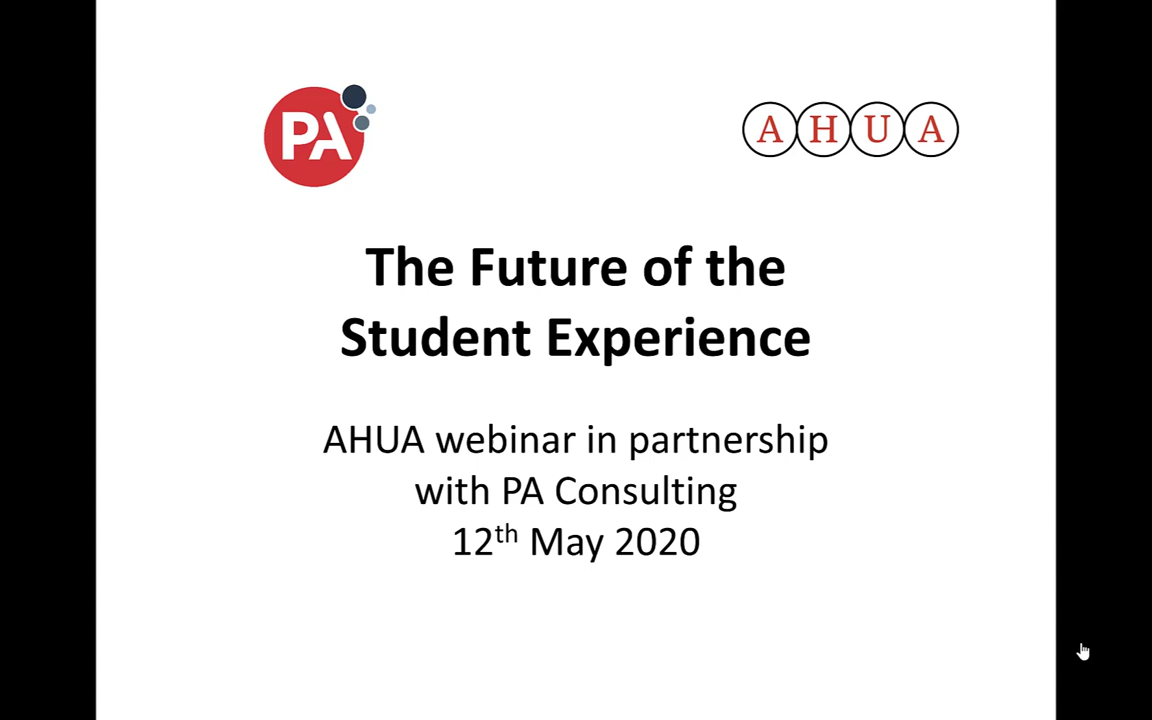 PA
AHUA
The Future of the
Student Experience
AHUA webinar in partnership
with PA Consulting
12th May 2020